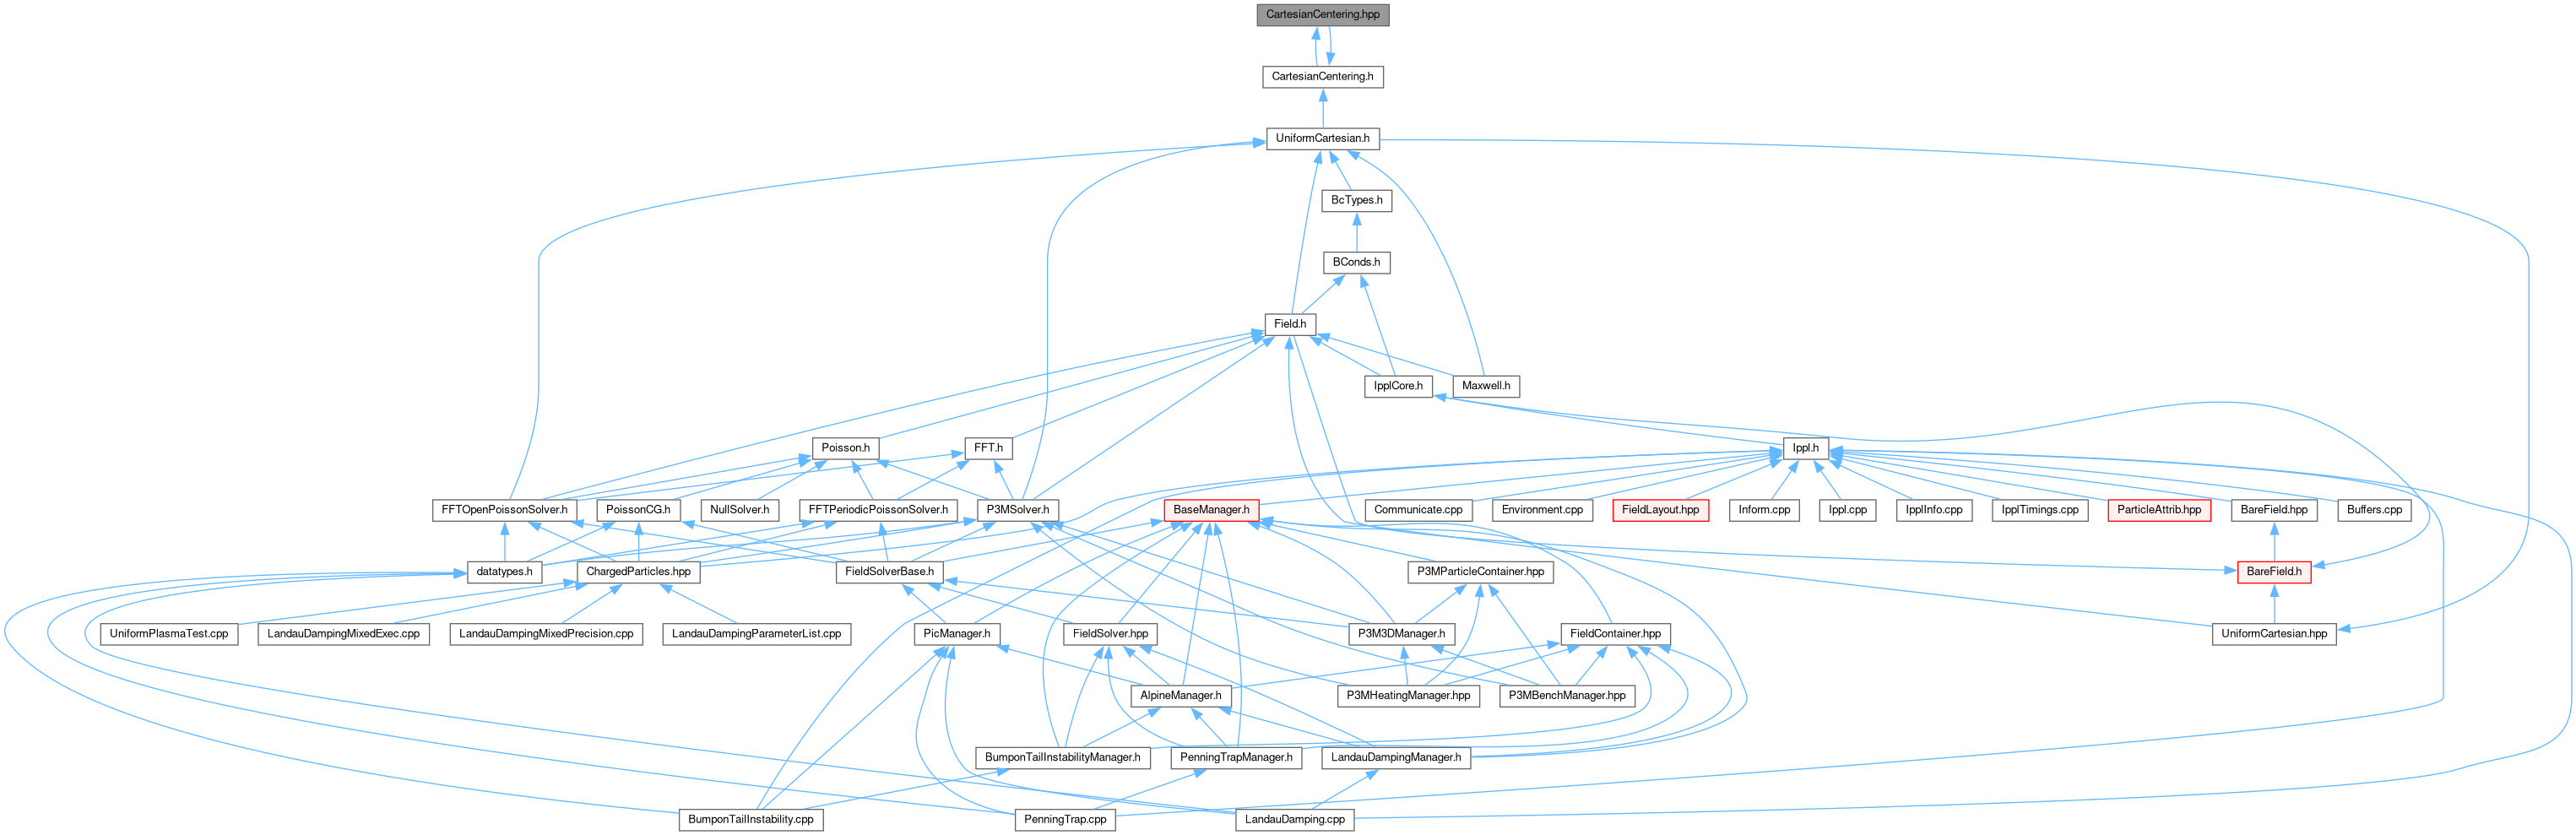 CartesianCentering.hpp
CartesianCentering.h
UniformCartesian.h
BcTypes.h
BConds.h
Field.h
IpplCore.h
Maxwell.h
Poisson.h
FFT.h
Ippl.h
FFTOpenPoissonSolver.h
PoissonCG.h
NullSolver.h
FFTPeriodicPoissonSolver.h
P3MSolver.h
BaseManager.h
Communicate.cpp
Environment.cpp
FieldLayout.hpp
Inform.cpp
Ippl.cpp
IpplInfo.cpp
IpplTimings.cpp
ParticleAttrib.hpp
BareField.hpp
Buffers.cpp
datatypes.h
ChargedParticles.hpp
FieldSolverBase.h
P3MParticleContainer.hpp
BareField.h
UniformPlasmaTest.cpp
LandauDampingMixedExec.cpp
LandauDampingMixedPrecision.cpp
LandauDampingParameterList.cpp
PicManager.h
FieldSolver.hpp
P3M3DManager.h
FieldContainer.hpp
UniformCartesian.hpp
AlpineManager.h
P3MHeatingManager.hpp
P3MBenchManager.hpp
BumponTailInstabilityManager.h
PenningTrapManager.h
LandauDampingManager.h
BumponTailInstability.cpp
PenningTrap.cpp
LandauDamping.cpp